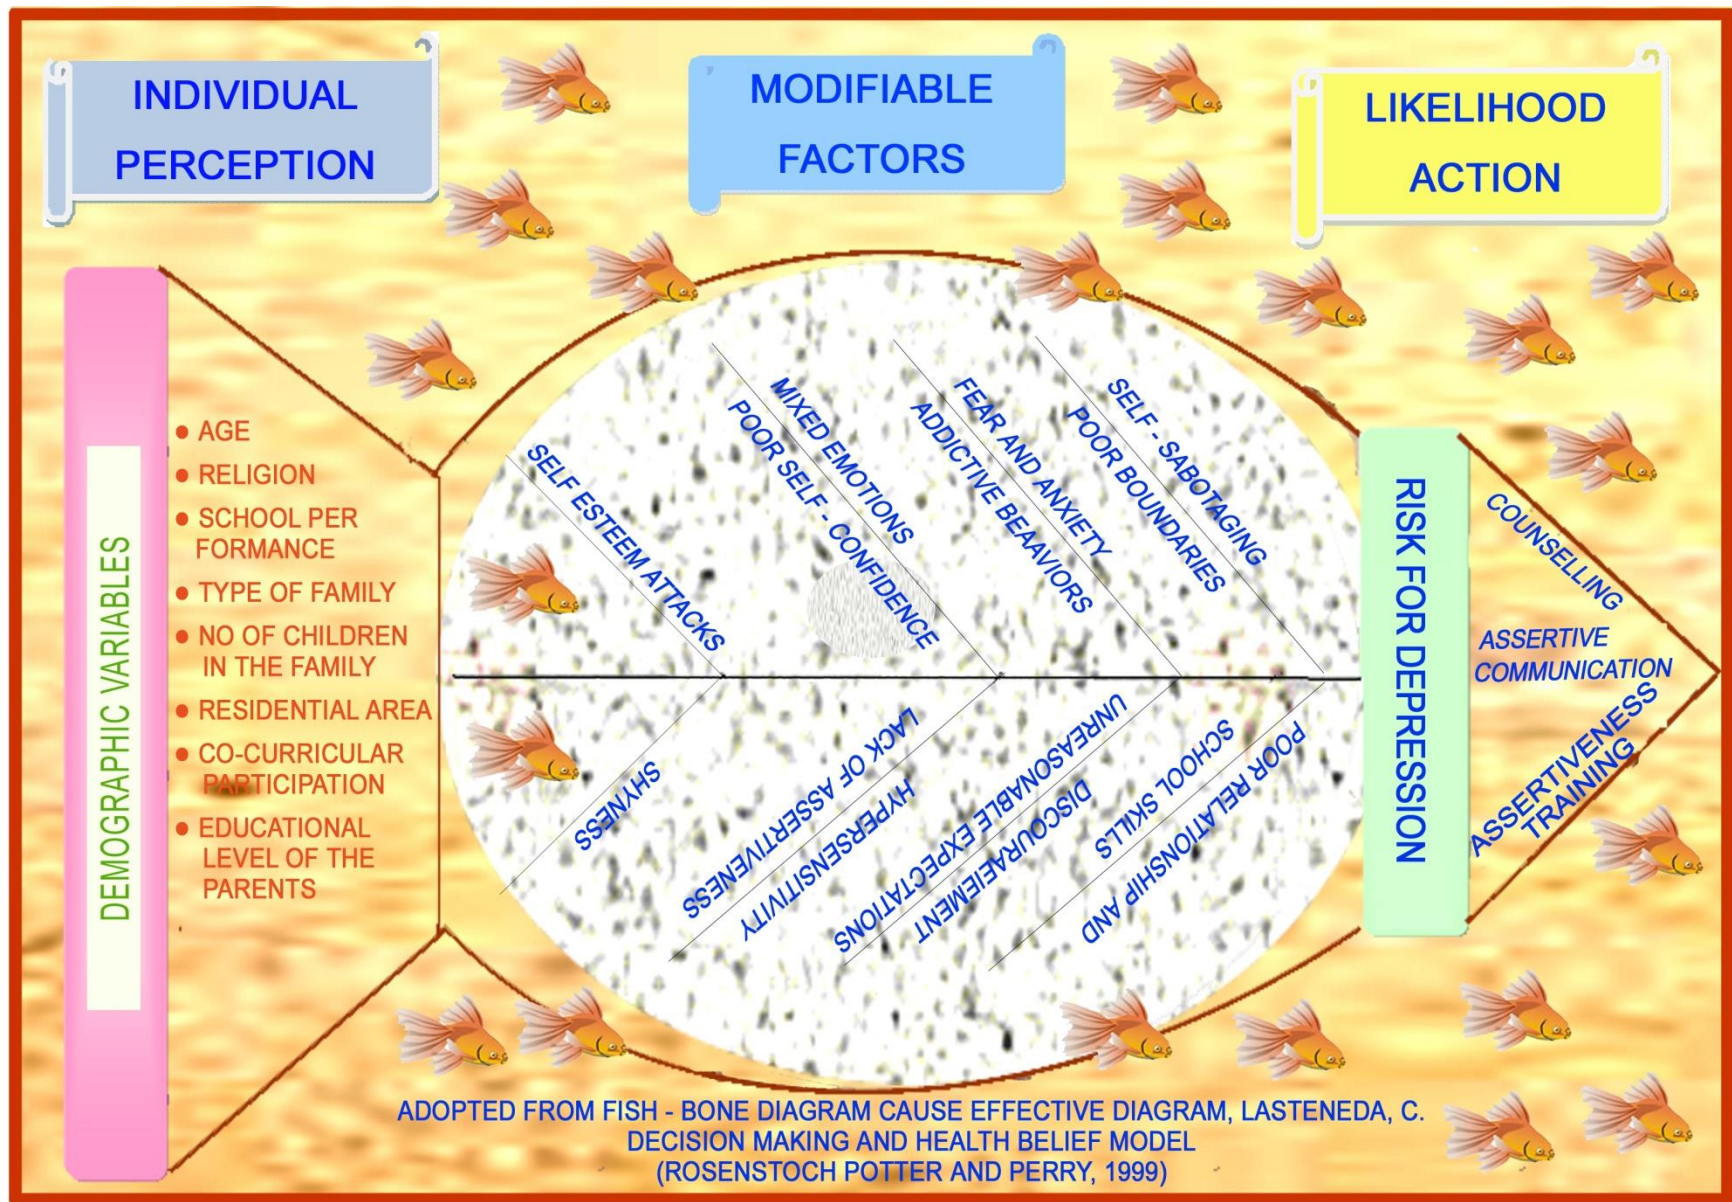 INDIVIDUAL
PERCEPTION
MODIFIABLE
FACTORS
LIKELIHOOD
ACTION
DEMOGRAPHIC VARIABLES
• AGE
• RELIGION
• SCHOOL PER
FORMANCE
• TYPE OF FAMILY
• NO OF CHILDREN
IN THE FAMILY
• RESIDENTIAL AREA
• CO-CURRICULAR
PARTICIPATION
• EDUCATIONAL
LEVEL OF THE
PARENTS
SELF ESTEEM ATTACKS
MIXED EMOTIONS
POOR SELF - CONFIDENCE
FEAR AND ANXIETY
ADDICTIVE BEAAVIORS
SELF - SABOTAGING
POOR BOUNDARIES
SHYNESS
LACK OF ASSERTIVENESS
HYPERSENSITIVITY
UNREASONABLE EXPECTATIONS
DISCOURAEIEMENT
POOR RELATIONSHIP AND
SCHOOL SKILLS
RISK FOR DEPRESSION
COUNSELLING
ASSERTIVE
COMMUNICATION
ASSERTIVENESS
TRAINING
ADOPTED FROM FISH - BONE DIAGRAM CAUSE EFFECTIVE DIAGRAM, LASTENEDA, C.
DECISION MAKING AND HEALTH BELIEF MODEL
(ROSENSTOCH POTTER AND PERRY, 1999)